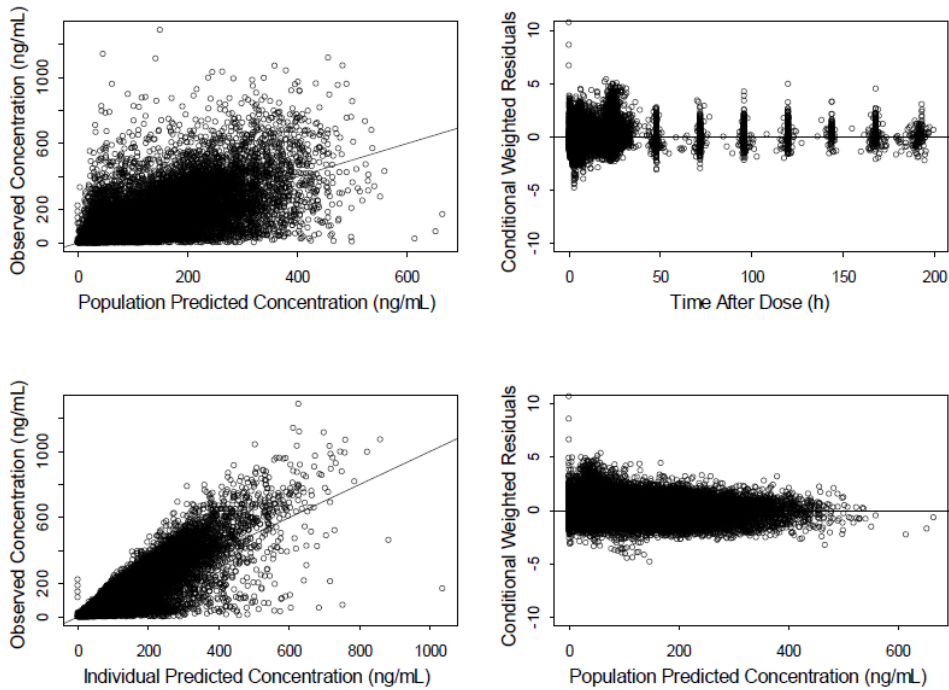 Observed Concentration (ng/mL)
1000
600
200
0
0 200 400 600
Population Predicted Concentration (ng/mL)
Conditional Weighted Residuals
10
5
0
-5
-10
0 50 100 150 200
Time After Dose (h)
Observed Concentration (ng/mL)
1000
600
200
0
0 200 400 600 800 1000
Individual Predicted Concentration (ng/mL)
Conditional Weighted Residuals
10
5
0
-5
-10
0 200 400 600
Population Predicted Concentration (ng/mL)